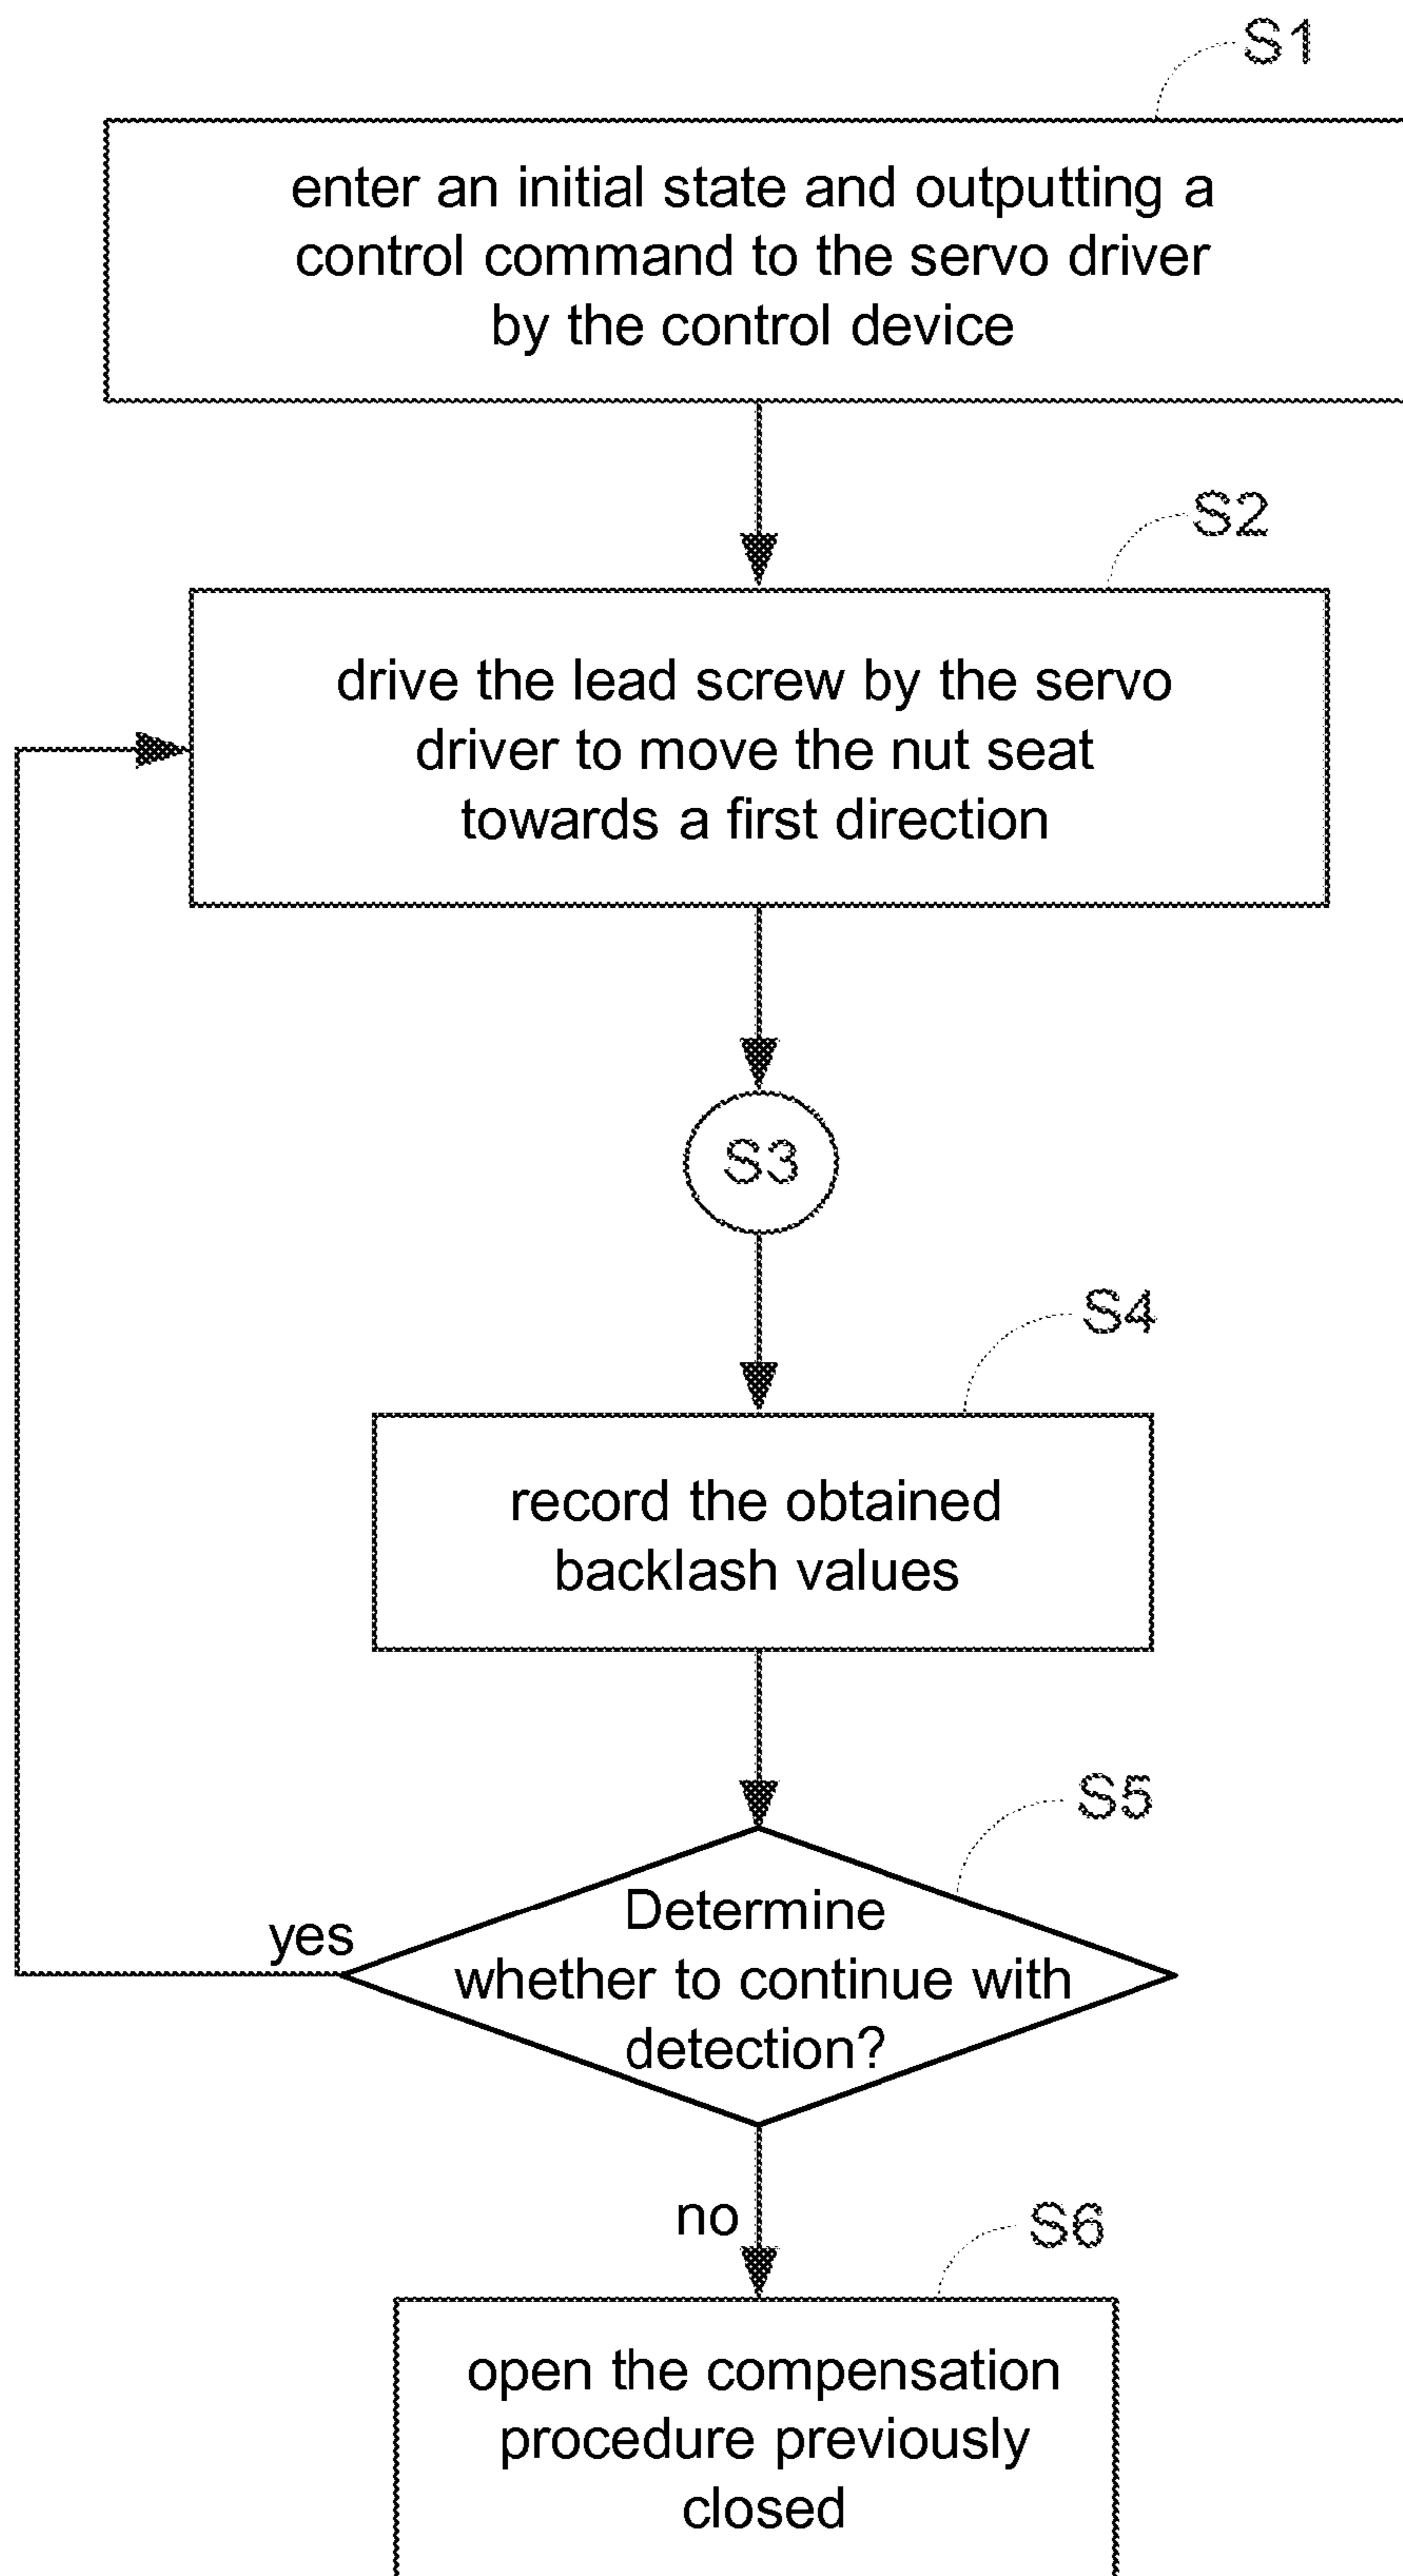 S1
enter an initial state and outputting a
control command to the servo driver
by the control device
S2
drive the lead screw by the servo
driver to move the nut seat
towards a first direction
S3
S4
record the obtained
backlash values
S5
Determine
whether to continue with
detection?
yes
no
S6
open the compensation
procedure previously
closed